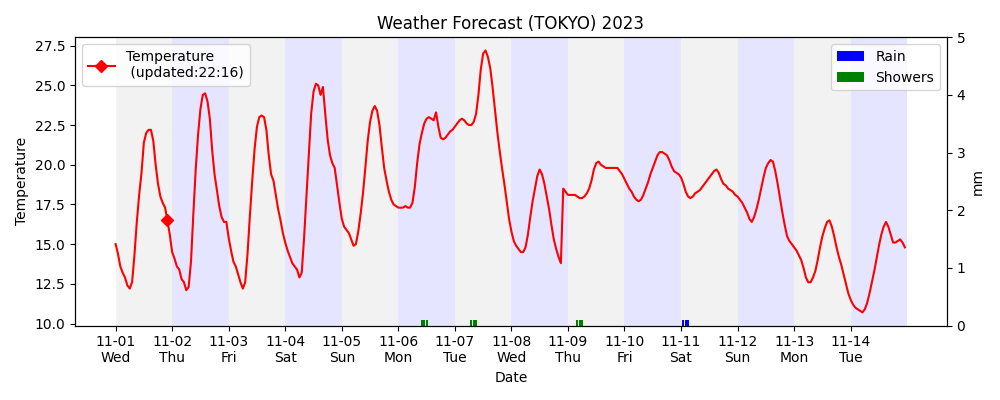 Weather Forecast (TOKYO) 2023
Temperature
(updated:22:16)
Rain
Showers
27.5
25.0
22.5
20.0
17.5
15.0
12.5
10.0
Temperature
5
4
3
2
1
0
mm
11-01 11-02 11-03 11-04 11-05 11-06 11-07 11-08 11-09 11-10 11-11 11-12 11-13 11-14
Wed Thu Fri Sat Sun Mon Tue Wed Thu Fri Sat Sun Mon Tue
Date